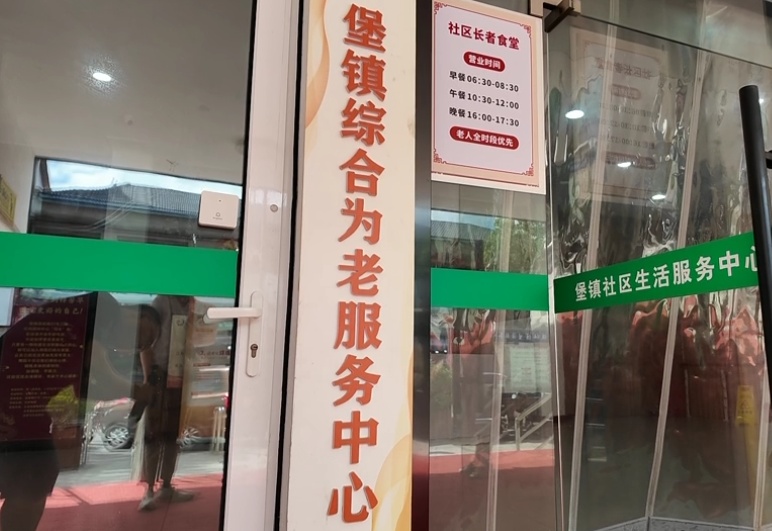 堡镇综合为老服务中心
社区长者食堂
营业时间
早餐 06:30-08:30
午餐 10:30-12:00
晚餐 16:00-17:30
老人全时段优先
堡镇社区生活服务中心